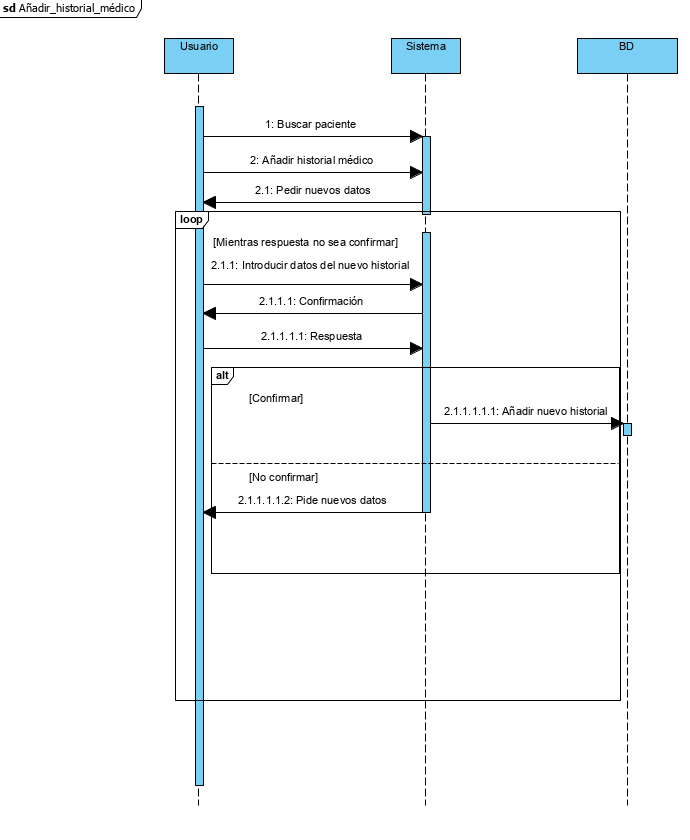 sd Añadir_historial_médico
Usuario
Sistema
BD
1: Buscar paciente
2: Añadir historial médico
2.1: Pedir nuevos datos
loop
[Mientras respuesta no sea confirmar]
2.1.1: Introducir datos del nuevo historial
2.1.1.1: Confirmación
2.1.1.1.1: Respuesta
alt
[Confirmar]
2.1.1.1.1.1: Añadir nuevo historial
[No confirmar]
2.1.1.1.1.2: Pide nuevos datos